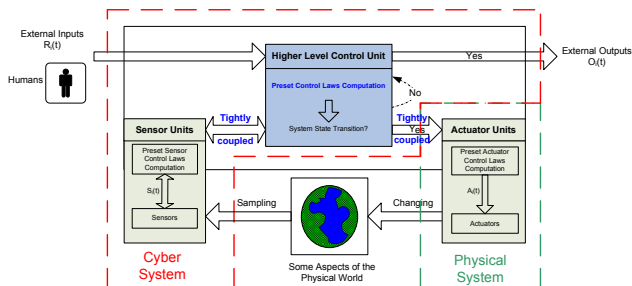 External Inputs
Rᵢ(t)
Humans
Higher Level Control Unit
Preset Control Laws Computation
System State Transition?
Yes
No
External Outputs
Oᵢ(t)
Tightly
coupled
Tightly
Yes
coupled
Sensor Units
Preset Sensor
Control Laws
Computation
Sᵢ(t)
Sensors
Actuator Units
Preset Actuator
Control Laws
Computation
Aᵢ(t)
Actuators
Sampling
Changing
Cyber
System
Some Aspects of the
Physical World
Physical
System